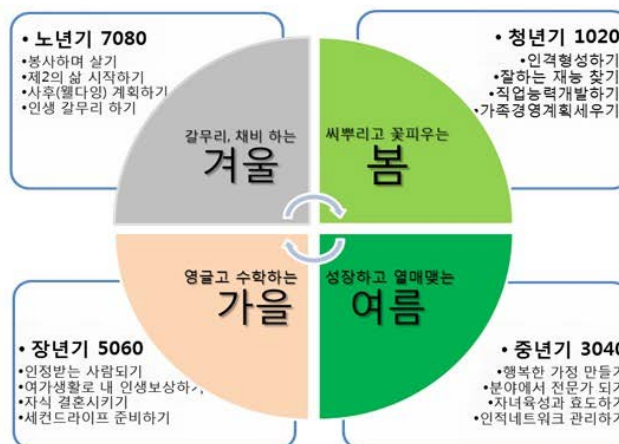 • 노년기 7080
•봉사하며 살기
•제2의 삶 시작하기
•사후(웰다잉) 계획하기
•인생 갈무리 하기
• 청년기 1020
•인격형성하기
•잘하는 재능 찾기
•직업능력개발하기
•가족경영계획세우기
갈무리, 채비 하는
겨울
씨뿌리고 꽃피우는
봄
영글고 수학하는
가을
성장하고 열매맺는
여름
• 장년기 5060
•인정받는 사람되기
•여가생활로 내 인생보상하기
•자식 결혼시키기
•세컨드라이프 준비하기
• 중년기 3040
•행복한 가정 만들기
•분야에서 전문가 되기
•자녀육성과 효도하기
•인적네트워크 관리하기